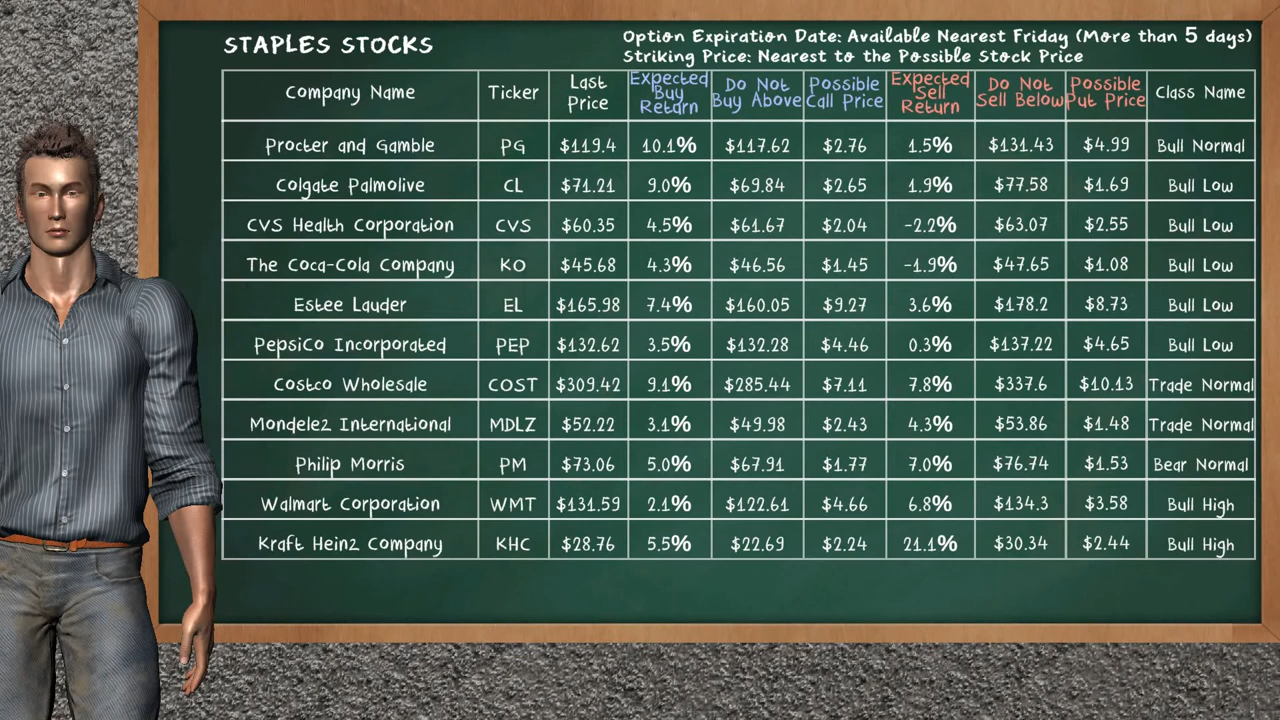 STAPLES STOCKS
Option Expiration Date: Available Nearest Friday (More than 5 days)
Striking Price: Nearest to the Possible Stock Price
Company Name Ticker Last Price Expected Buy Return Do Not Buy Above Possible Call Price Expected Sell Return Do Not Sell Below Possible Put Price Class Name
Procter and Gamble PG $119.4 10.1% $117.62 $2.76 1.5% $131.43 $4.99 Bull Normal
Colgate Palmolive CL $71.21 9.0% $69.84 $2.65 1.9% $77.58 $1.69 Bull Low
CVS Health Corporation CVS $60.35 4.5% $61.67 $2.04 -2.2% $63.07 $2.55 Bull Low
The Coca-Cola Company KO $45.68 4.3% $46.56 $1.45 -1.9% $47.65 $1.08 Bull Low
Estee Lauder EL $165.98 7.4% $160.05 $9.27 3.6% $178.2 $8.73 Bull Low
PepsiCo Incorporated PEP $132.62 3.5% $132.28 $4.46 0.3% $137.22 $4.65 Bull Low
Costco Wholesale COST $309.42 9.1% $285.44 $7.11 7.8% $337.6 $10.13 Trade Normal
Mondelez International MDLZ $52.22 3.1% $49.98 $2.43 4.3% $53.86 $1.48 Trade Normal
Philip Morris PM $73.06 5.0% $67.91 $1.77 7.0% $76.74 $1.53 Bear Normal
Walmart Corporation WMT $131.59 2.1% $122.61 $4.66 6.8% $134.3 $3.58 Bull High
Kraft Heinz Company KHC $28.76 5.5% $22.69 $2.24 21.1% $30.34 $2.44 Bull High